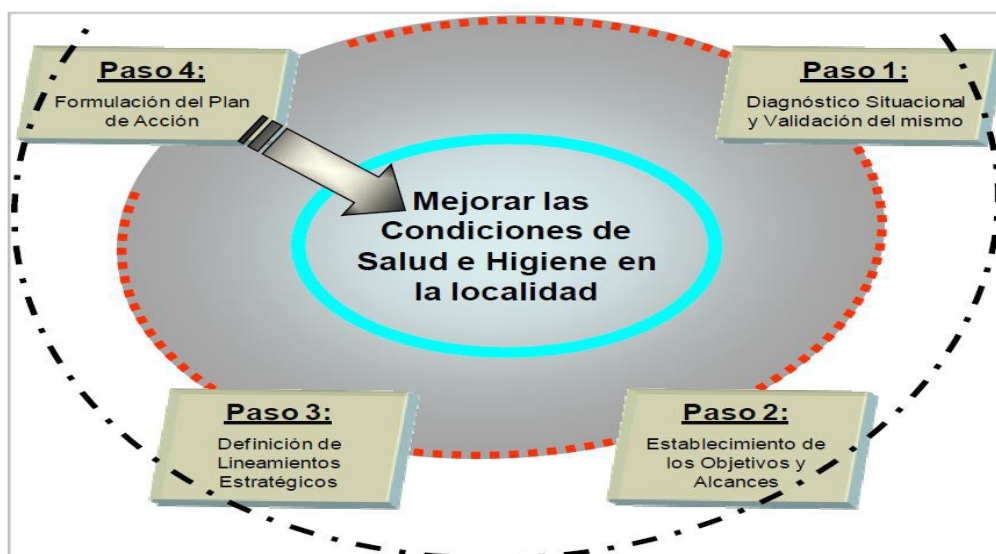 Paso 4:
Formulación del Plan
de Acción
Paso 1:
Diagnóstico Situacional
y Validación del mismo
Mejorar las
Condiciones de
Salud e Higiene en
la localidad
Paso 3:
Definición de
Lineamientos
Estratégicos
Paso 2:
Establecimiento de
los Objetivos y
Alcances